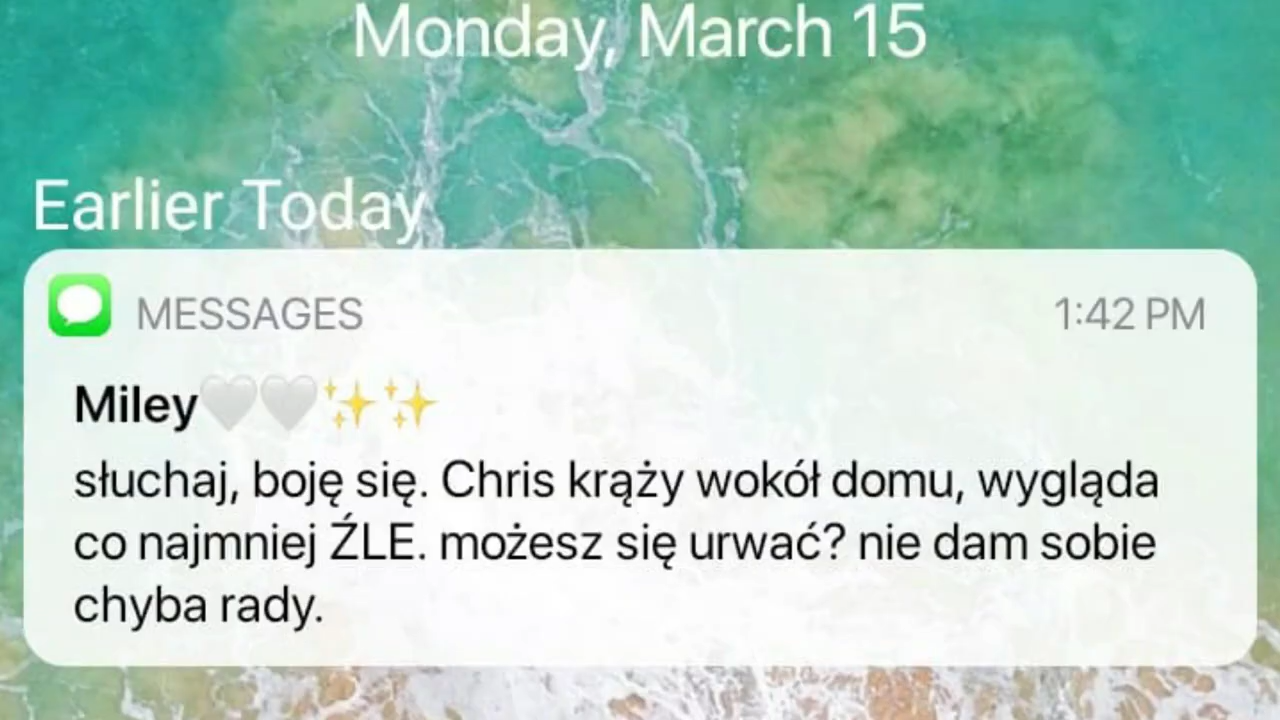 Monday, March 15
Earlier Today
MESSAGES
1:42 PM
Miley🤍🤍✨✨
słuchaj, boję się. Chris krąży wokół domu, wygląda
co najmniej ŹLE. możesz się urwać? nie dam sobie
chyba rady.